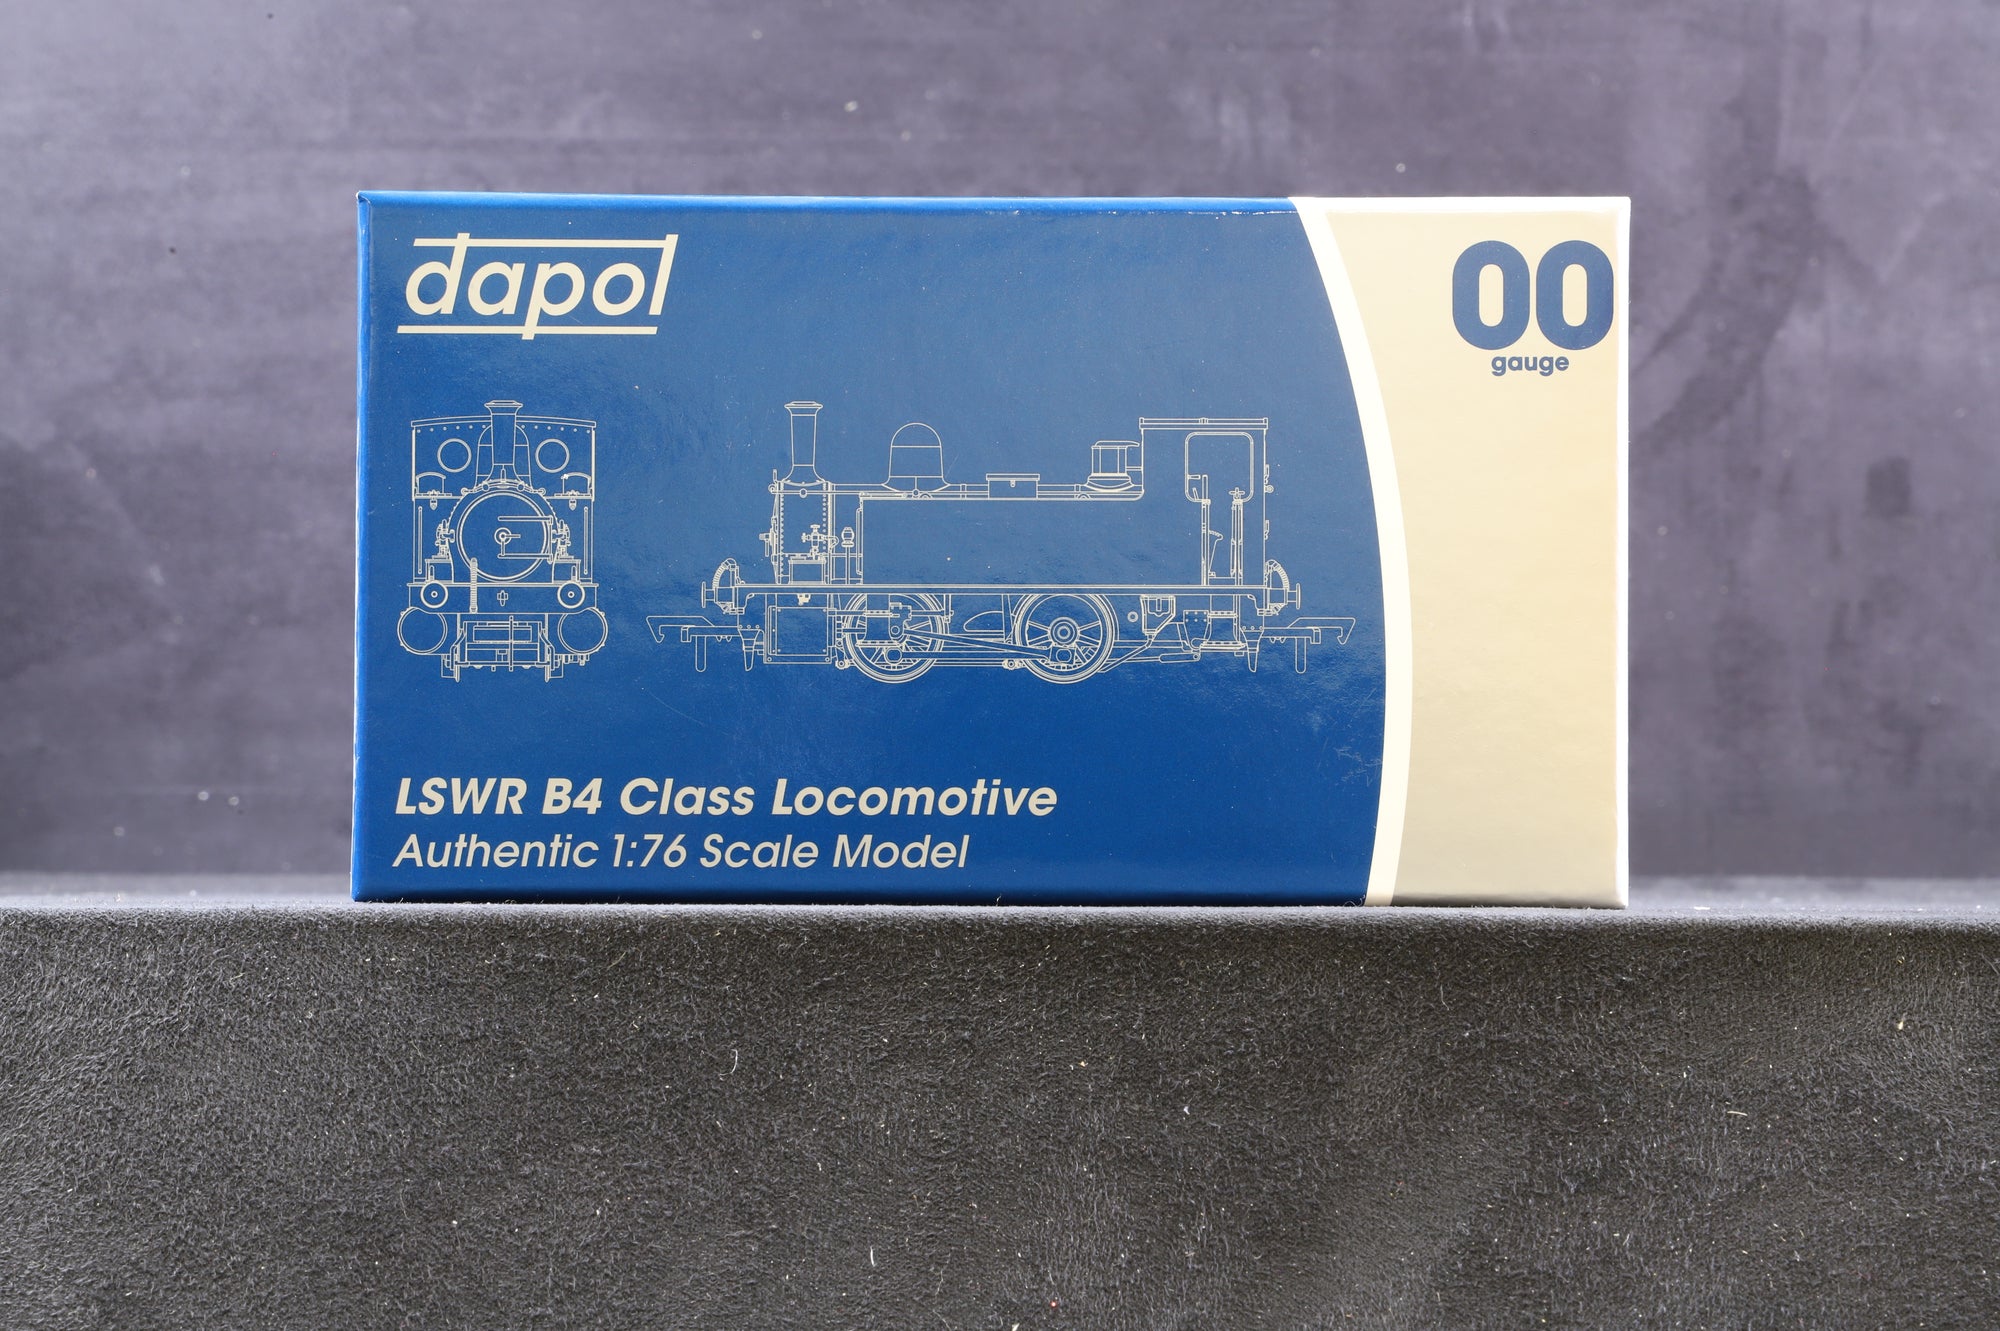 dapol
00
gauge
LSWR B4 Class Locomotive
Authentic 1:76 Scale Model